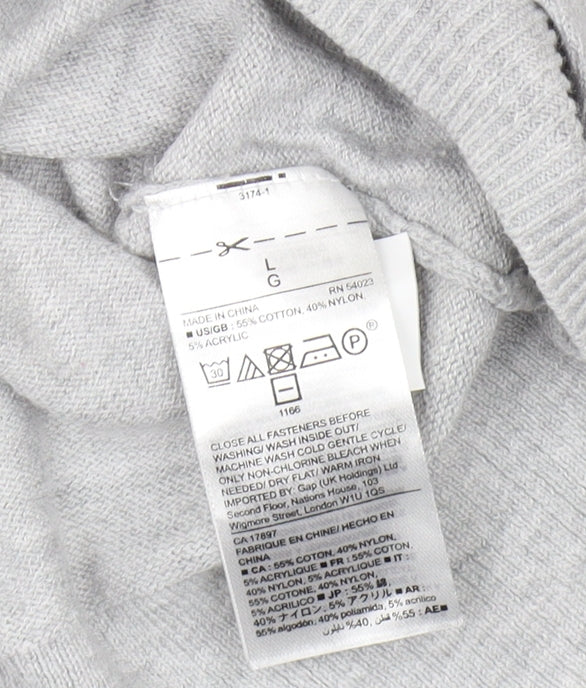 3174-1
L
G
MADE IN CHINA RN 54023
■ US/GB : 55% COTTON, 40% NYLON,
5% ACRYLIC
30 P ®
1166
CLOSE ALL FASTENERS BEFORE
WASHING/ WASH INSIDE OUT/
MACHINE WASH COLD GENTLE CYCLE/
ONLY NON-CHLORINE BLEACH WHEN
NEEDED/ DRY FLAT/ WARM IRON
IMPORTED BY: Gap (UK Holdings) Ltd
Second Floor, Nations House, 103
Wigmore Street, London W1U 1QS
CA 17897
FABRIQUE EN CHINE/ HECHO EN
CHINA
■ CA : 55% COTON, 40% NYLON,
5% ACRYLIQUE ■ FR : 55% COTON,
40% NYLON, 5% ACRYLIQUE ■ IT :
55% COTONE, 40% NYLON,
5% ACRILICO ■ JP : 55% 綿,
40% ナイロン, 5% アクリル ■ AR :
55% algodón, 40% poliamida, 5% acrílico
■AE : 55% قطن, 40% نايلون,